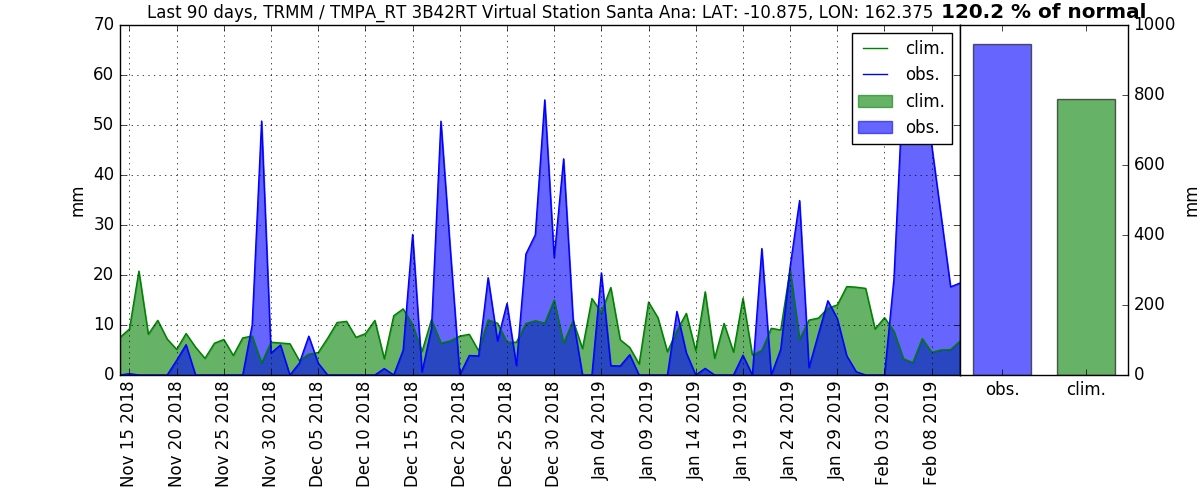 Last 90 days, TRMM / TMPA_RT 3B42RT Virtual Station Santa Ana: LAT: -10.875, LON: 162.375 120.2 % of normal
70
60
50
40
30
20
10
0
mm
clim.
obs.
clim.
obs.
1000
800
600
400
200
0
mm
Nov 15 2018
Nov 20 2018
Nov 25 2018
Nov 30 2018
Dec 05 2018
Dec 10 2018
Dec 15 2018
Dec 20 2018
Dec 25 2018
Dec 30 2018
Jan 04 2019
Jan 09 2019
Jan 14 2019
Jan 19 2019
Jan 24 2019
Jan 29 2019
Feb 03 2019
Feb 08 2019
obs.
clim.